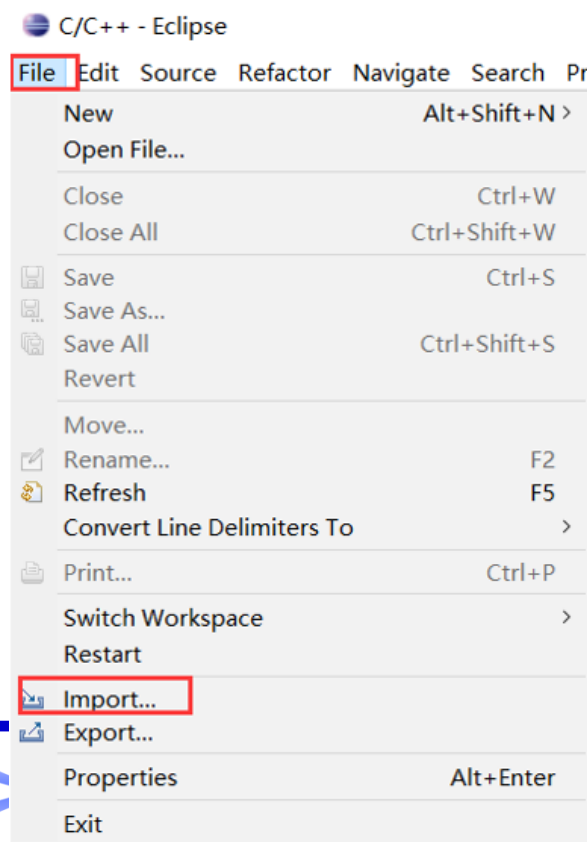 C/C++ - Eclipse
File Edit Source Refactor Navigate Search Pr
New Alt+Shift+N >
Open File...
Close Ctrl+W
Close All Ctrl+Shift+W
Save Ctrl+S
Save As...
Save All Ctrl+Shift+S
Revert
Move...
Rename... F2
Refresh F5
Convert Line Delimiters To >
Print... Ctrl+P
Switch Workspace >
Restart
Import...
Export...
Properties Alt+Enter
Exit